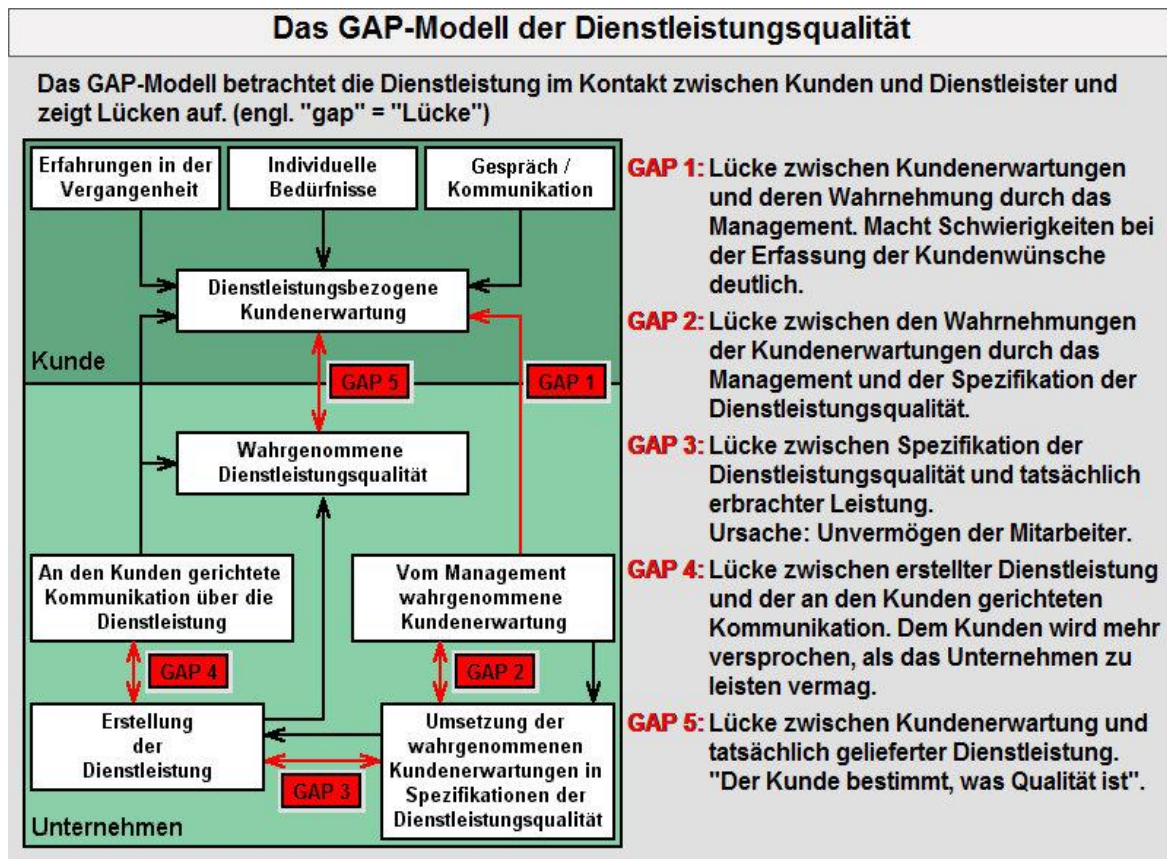 Das GAP-Modell der Dienstleistungsqualität
Das GAP-Modell betrachtet die Dienstleistung im Kontakt zwischen Kunden und Dienstleister und
zeigt Lücken auf. (engl. "gap" = "Lücke")
Erfahrungen in der
Vergangenheit
Individuelle
Bedürfnisse
Gespräch /
Kommunikation
Dienstleistungsbezogene
Kundenerwartung
Kunde
GAP 5
GAP 1
Wahrgenommene
Dienstleistungsqualität
An den Kunden gerichtete
Kommunikation über die
Dienstleistung
Vom Management
wahrgenommene
Kundenerwartung
GAP 4
GAP 2
Erstellung
der
Dienstleistung
Umsetzung der
wahrgenommenen
Kundenerwartungen in
Spezifikationen der
Dienstleistungsqualität
GAP 3
Unternehmen
GAP 1: Lücke zwischen Kundenerwartungen
und deren Wahrnehmung durch das
Management. Macht Schwierigkeiten bei
der Erfassung der Kundenwünsche
deutlich.
GAP 2: Lücke zwischen den Wahrnehmungen
der Kundenerwartungen durch das
Management und der Spezifikation der
Dienstleistungsqualität.
GAP 3: Lücke zwischen Spezifikation der
Dienstleistungsqualität und tatsächlich
erbrachter Leistung.
Ursache: Unvermögen der Mitarbeiter.
GAP 4: Lücke zwischen erstellter Dienstleistung
und der an den Kunden gerichteten
Kommunikation. Dem Kunden wird mehr
versprochen, als das Unternehmen zu
leisten vermag.
GAP 5: Lücke zwischen Kundenerwartung und
tatsächlich gelieferter Dienstleistung.
"Der Kunde bestimmt, was Qualität ist".